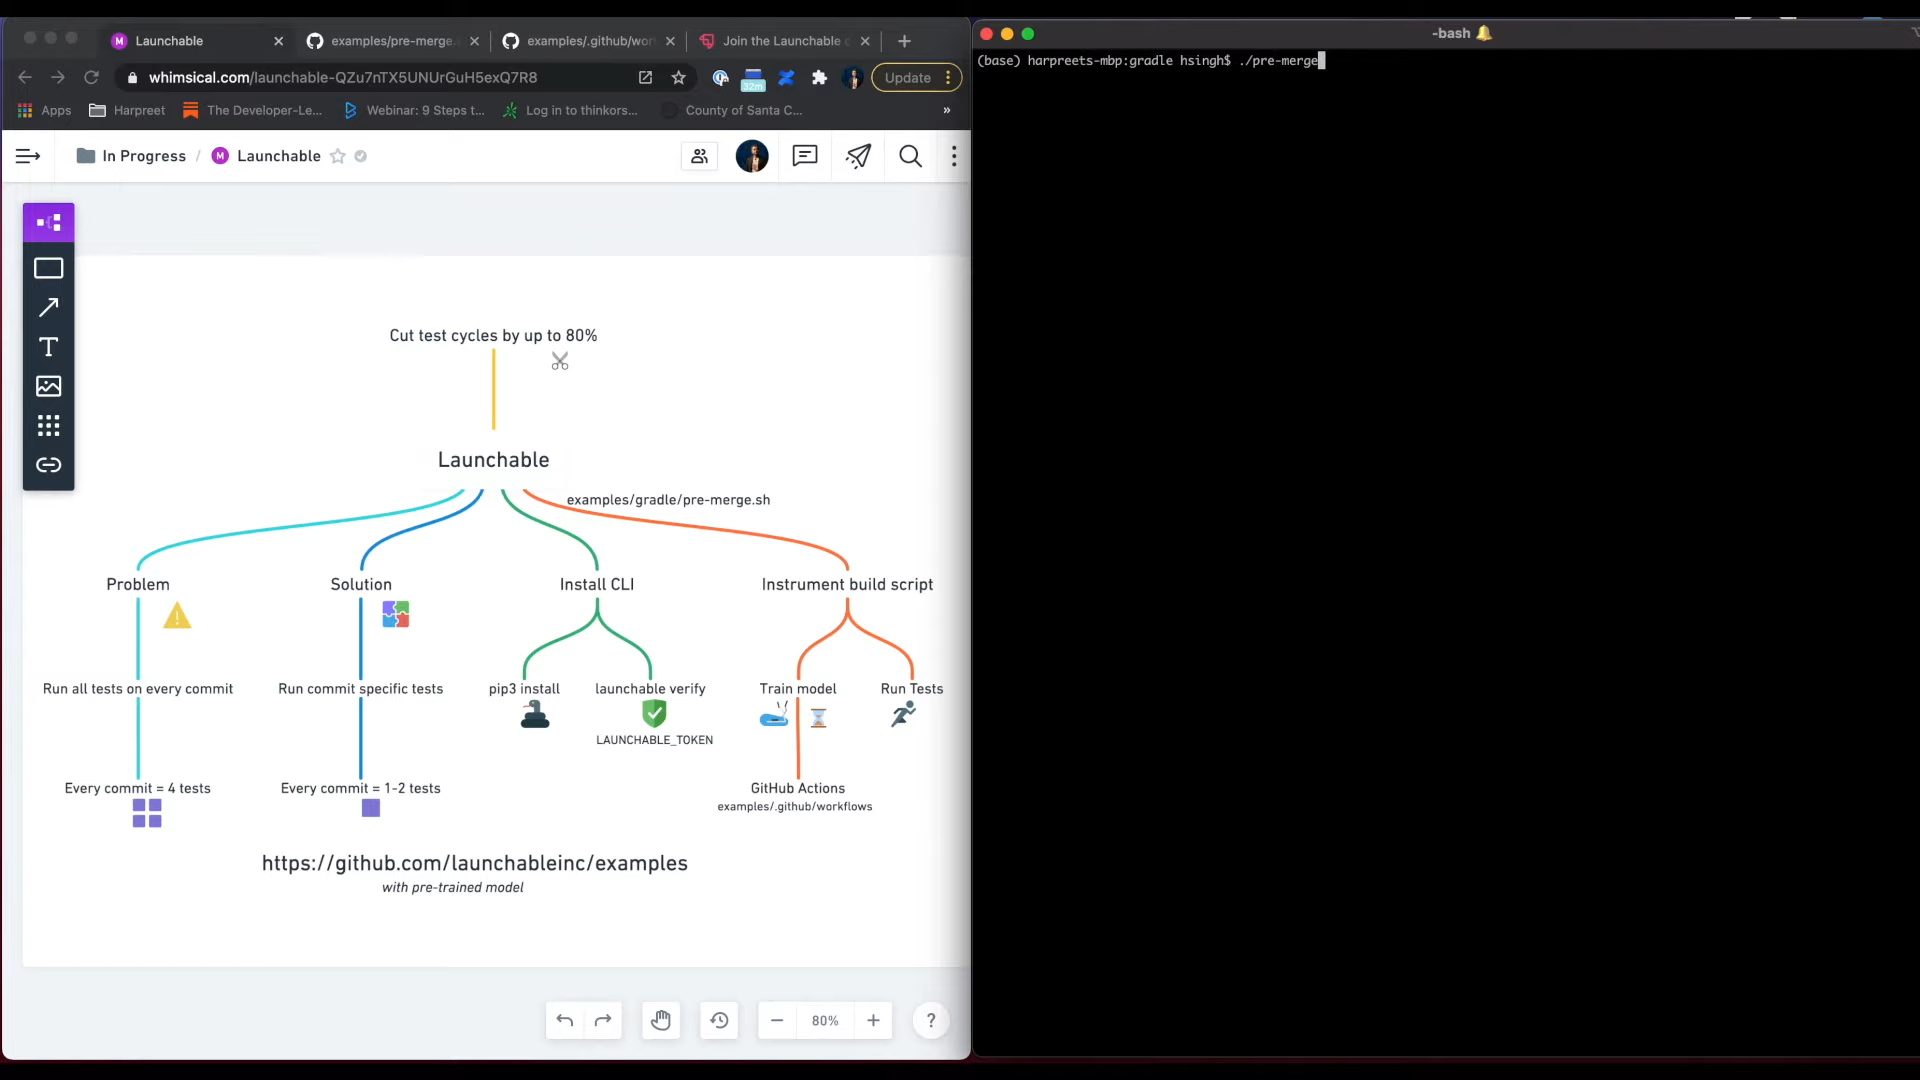 Launchable
examples/pre-merge.
examples/.github/wor
Join the Launchable
whimsical.com/launchable-QZu7nTX5UNUrGuH5exQ7R8
32m
Update
Apps
Harpreet
The Developer-Le...
Webinar: 9 Steps t...
Log in to thinkors...
County of Santa C...
»
In Progress / M Launchable
Cut test cycles by up to 80%
Launchable
examples/gradle/pre-merge.sh
Problem
Solution
Install CLI
Instrument build script
Run all tests on every commit
Run commit specific tests
pip3 install
launchable verify
Train model
Run Tests
LAUNCHABLE_TOKEN
Every commit = 4 tests
Every commit = 1-2 tests
GitHub Actions
examples/.github/workflows
https://github.com/launchableinc/examples
with pre-trained model
80%
?
-bash
(base) harpreets-mbp:gradle hsingh$ ./pre-merge